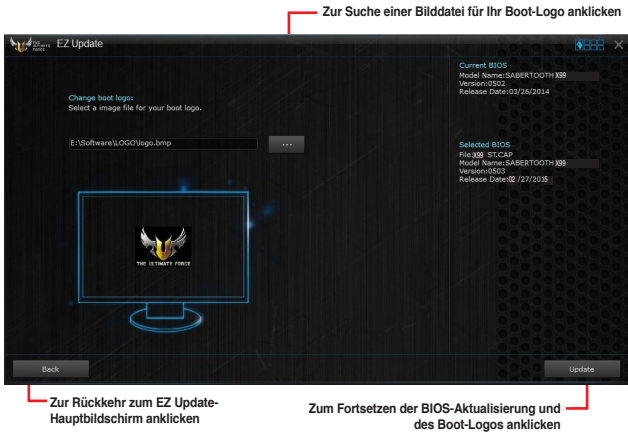 Zur Suche einer Bilddatei für Ihr Boot-Logo anklicken
THE ULTIMATE FORCE EZ Update
Current BIOS
Model Name:SABERTOOTH X99
Version:0502
Release Date:03/26/2014
Change boot logo:
Select a image file for your boot logo.
E:\Software\LOGO\logo.bmp
...
Selected BIOS
File:X99 ST.CAP
Model Name:SABERTOOTH X99
Version:0503
Release Date:02 /27/2015
THE ULTIMATE FORCE
Back
Update
Zur Rückkehr zum EZ Update-
Hauptbildschirm anklicken
Zum Fortsetzen der BIOS-Aktualisierung und
des Boot-Logos anklicken